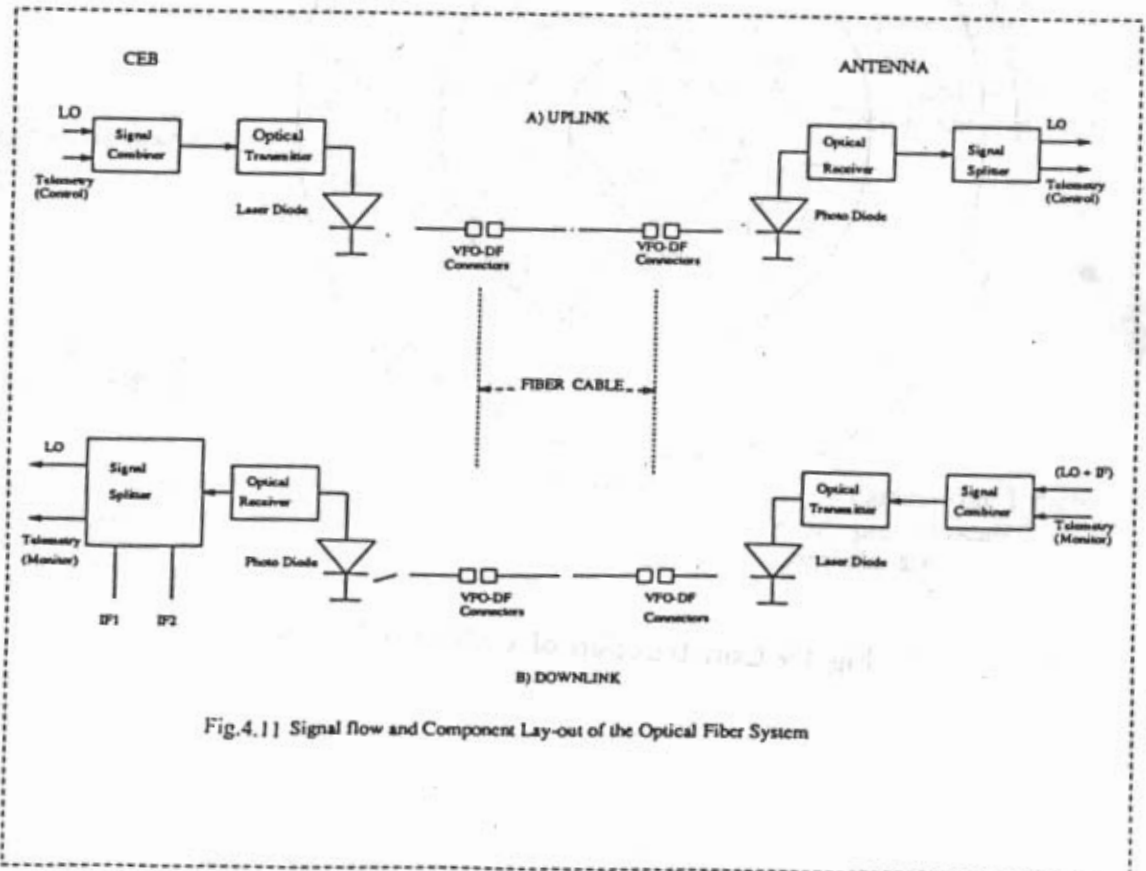 CEB
ANTENNA
A) UPLINK
LO
Signal
Combiner
Optical
Transmitter
Telemetry
(Control)
Laser Diode
VFO-DF
Connectors
VFO-DF
Connectors
Optical
Receiver
Signal
Splitter
LO
Telemetry
(Control)
Photo Diode
FIBER CABLE
LO
Signal
Splitter
Optical
Receiver
Telemetry
(Monitor)
Photo Diode
IF1 IF2
VFO-DF
Connectors
VFO-DF
Connectors
Optical
Transmitter
Signal
Combiner
(LO + IF)
Telemetry
(Monitor)
Laser Diode
B) DOWNLINK
Fig.4.11 Signal flow and Component Lay-out of the Optical Fiber System